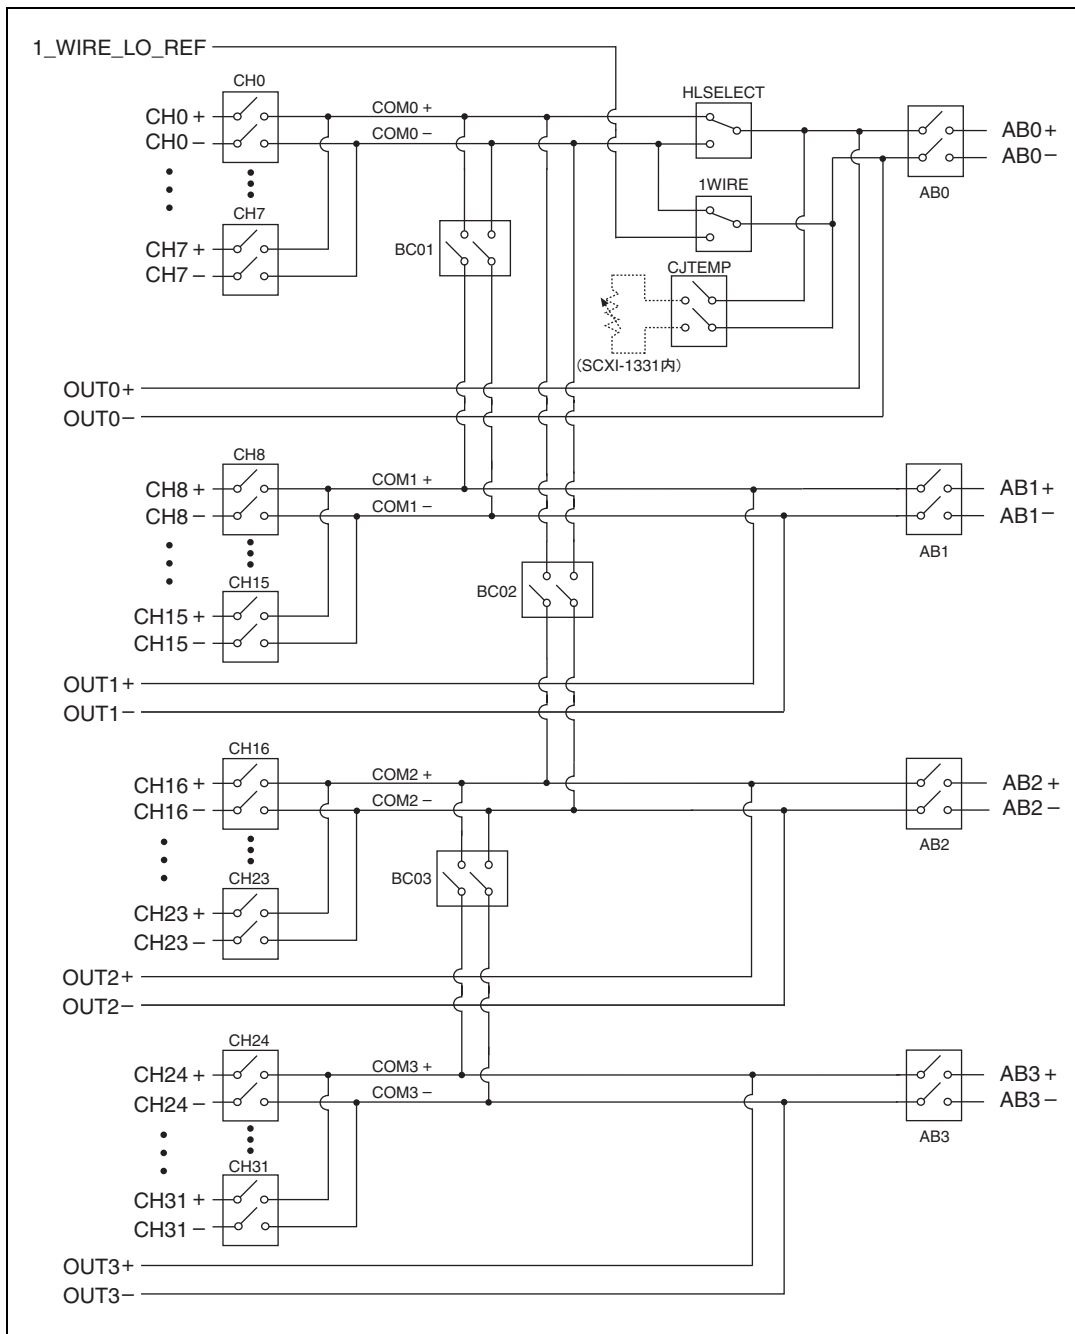 1_WIRE_LO_REF
CH0
CH0+
CH0−
COM0 +
COM0 −
HLSELECT
AB0+
AB0−
AB0
1WIRE
CH7
CH7+
CH7−
BC01
CJTEMP
（SCXI-1331内）
OUT0+
OUT0−
CH8
CH8+
CH8−
COM1 +
COM1 −
AB1+
AB1−
AB1
BC02
CH15
CH15+
CH15−
OUT1+
OUT1−
CH16
CH16+
CH16−
COM2 +
COM2 −
AB2+
AB2−
AB2
BC03
CH23
CH23+
CH23−
OUT2+
OUT2−
CH24
CH24+
CH24−
COM3 +
COM3 −
AB3+
AB3−
AB3
CH31
CH31+
CH31−
OUT3+
OUT3−